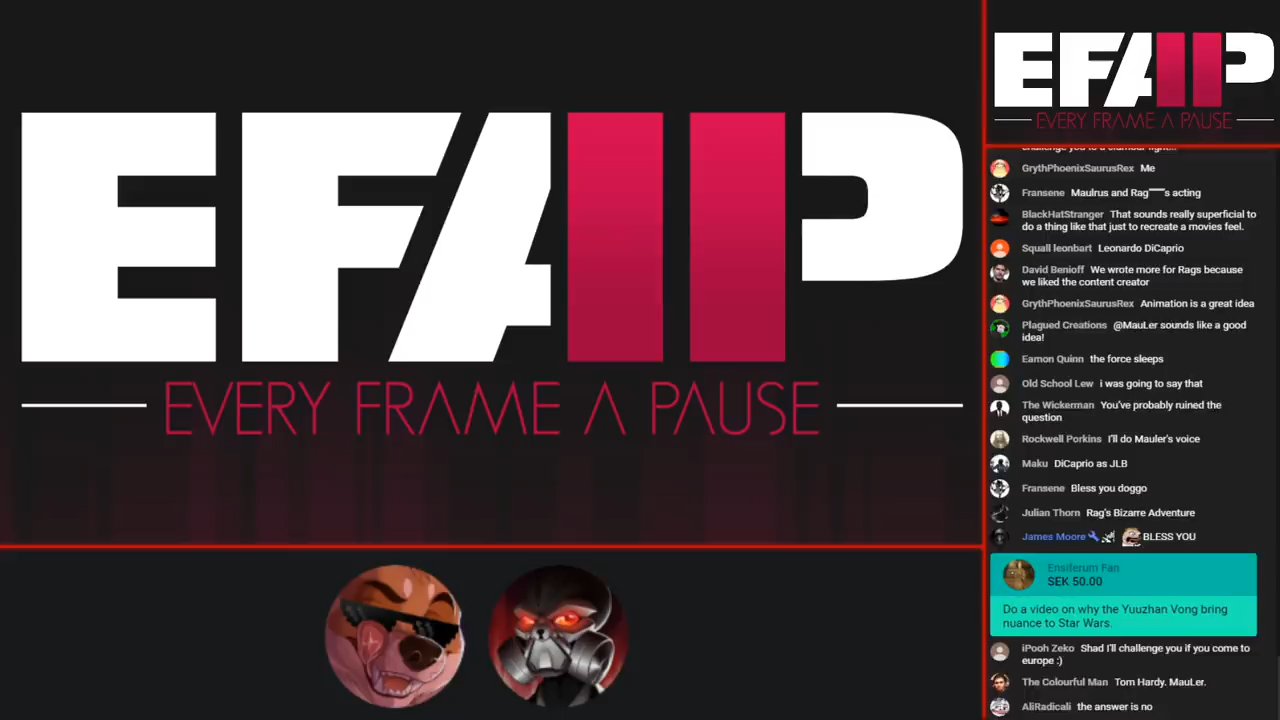 EFAP
EVERY FRAME A PAUSE
EFAP
EVERY FRAME A PAUSE
GrythPhoenixSaurusRex Me
Fransene Maulrus and Rag"""s acting
BlackHatStranger That sounds really superficial to
do a thing like that just to recreate a movies feel.
Squall leonbart Leonardo DiCaprio
David Benioff We wrote more for Rags because
we liked the content creator
GrythPhoenixSaurusRex Animation is a great idea
Plagued Creations @MauLer sounds like a good
idea!
Eamon Quinn the force sleeps
Old School Lew i was going to say that
The Wickerman You've probably ruined the
question
Rockwell Porkins I'll do Mauler's voice
Maku DiCaprio as JLB
Fransene Bless you doggo
Julian Thorn Rag's Bizarre Adventure
James Moore BLESS YOU
Ensiferum Fan
SEK 50.00
Do a video on why the Yuuzhan Vong bring
nuance to Star Wars.
iPooh Zeko Shad I'll challenge you if you come to
europe :)
The Colourful Man Tom Hardy. MauLer.
AliRadicali the answer is no